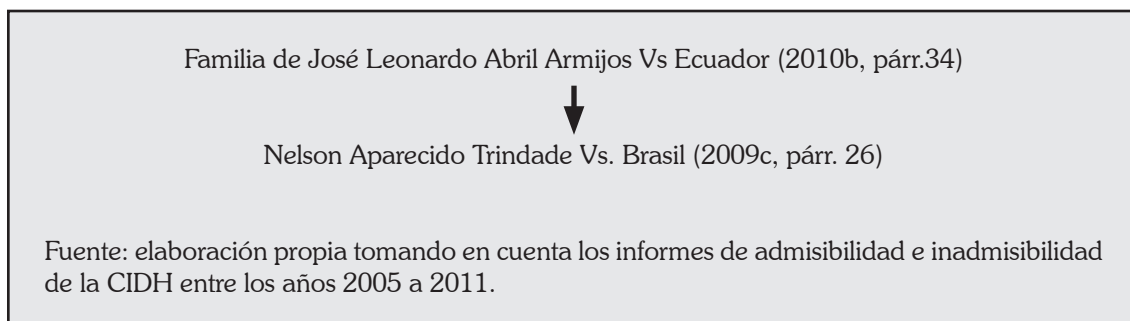 Familia de José Leonardo Abril Armijos Vs Ecuador (2010b, párr.34)
Nelson Aparecido Trindade Vs. Brasil (2009c, párr. 26)
Fuente: elaboración propia tomando en cuenta los informes de admisibilidad e inadmisibilidad
de la CIDH entre los años 2005 a 2011.